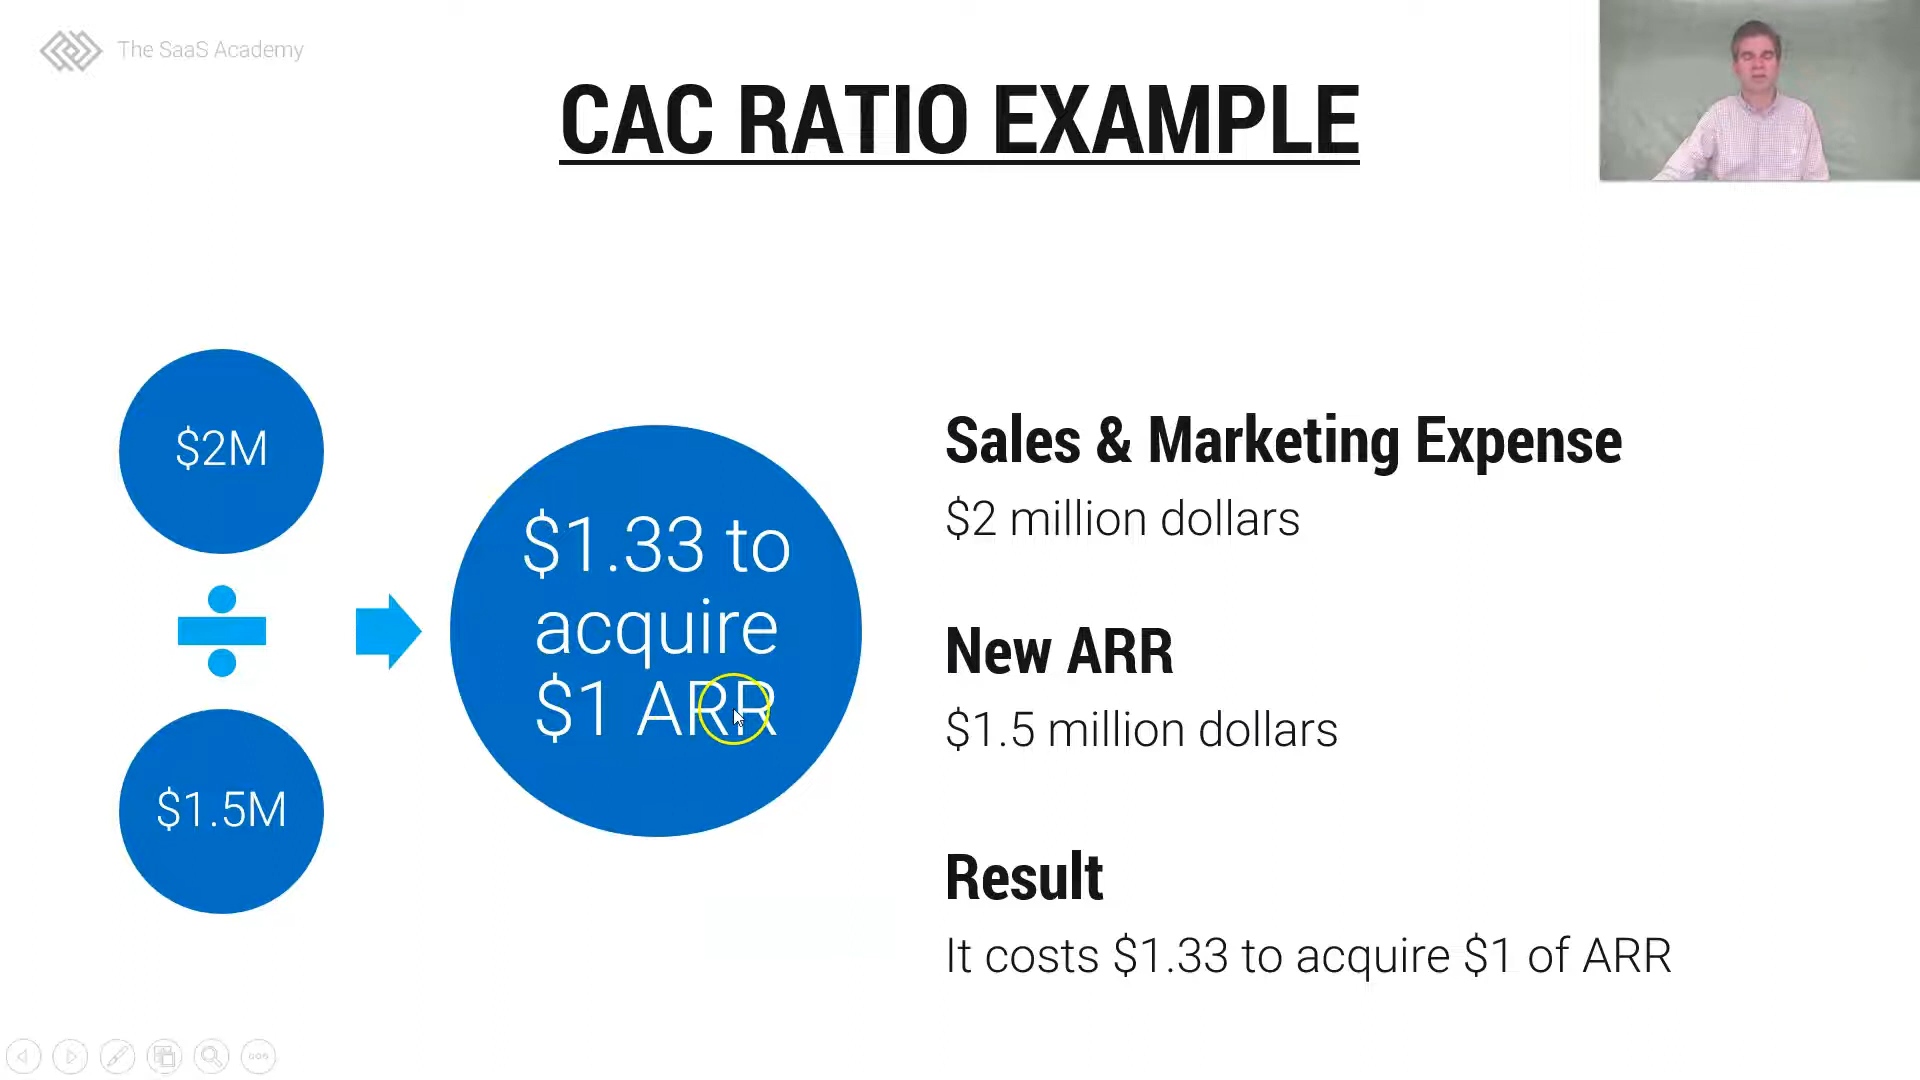 The SaaS Academy
CAC RATIO EXAMPLE
$2M
$1.5M
$1.33 to
acquire
$1 ARR
Sales & Marketing Expense
$2 million dollars
New ARR
$1.5 million dollars
Result
It costs $1.33 to acquire $1 of ARR